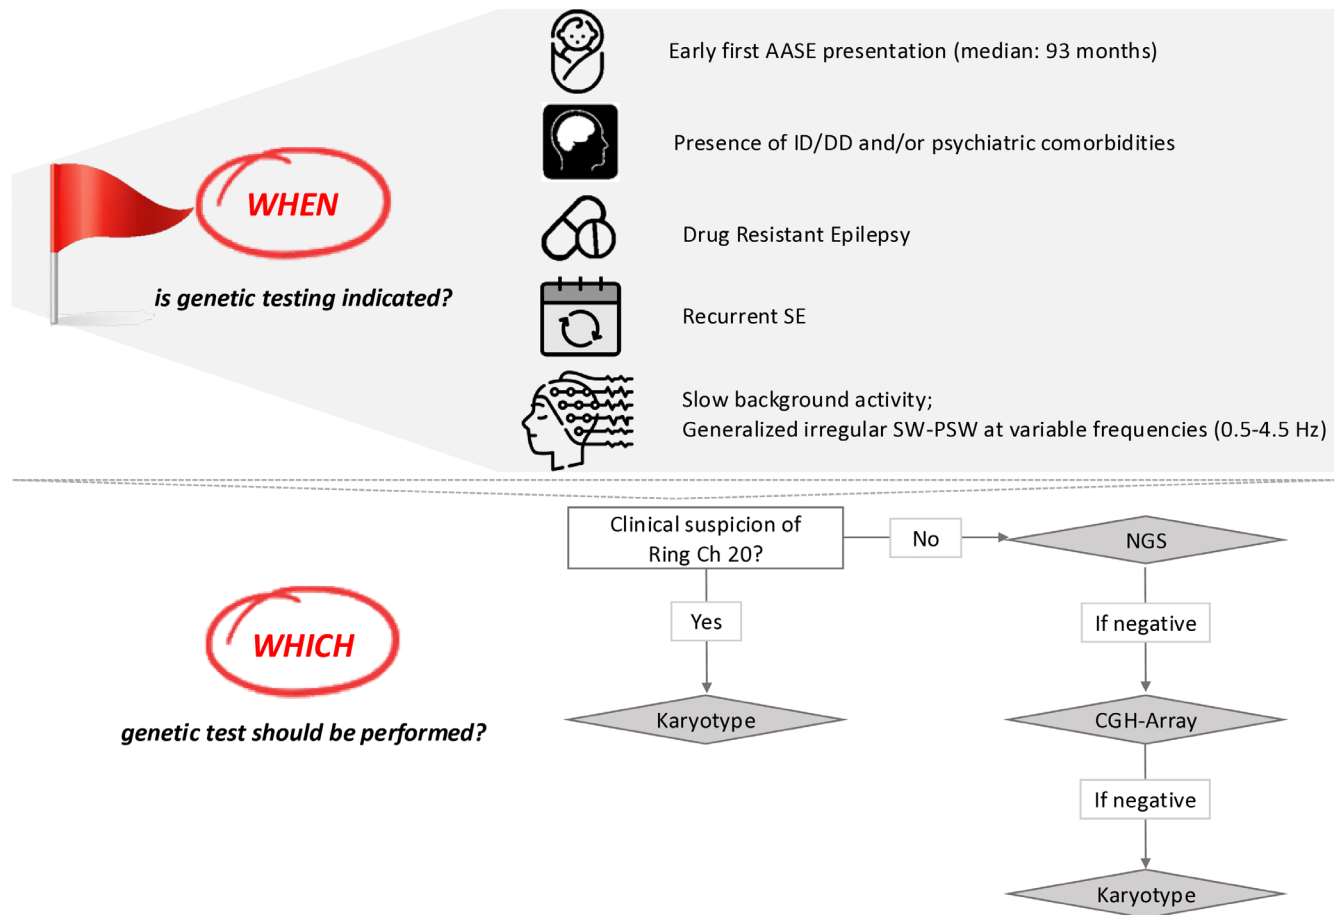 WHEN
is genetic testing indicated?
Early first AASE presentation (median: 93 months)
Presence of ID/DD and/or psychiatric comorbidities
Drug Resistant Epilepsy
Recurrent SE
Slow background activity;
Generalized irregular SW-PSW at variable frequencies (0.5-4.5 Hz)
WHICH
genetic test should be performed?
Clinical suspicion of
Ring Ch 20?
No
NGS
Yes
If negative
Karyotype
CGH-Array
If negative
Karyotype